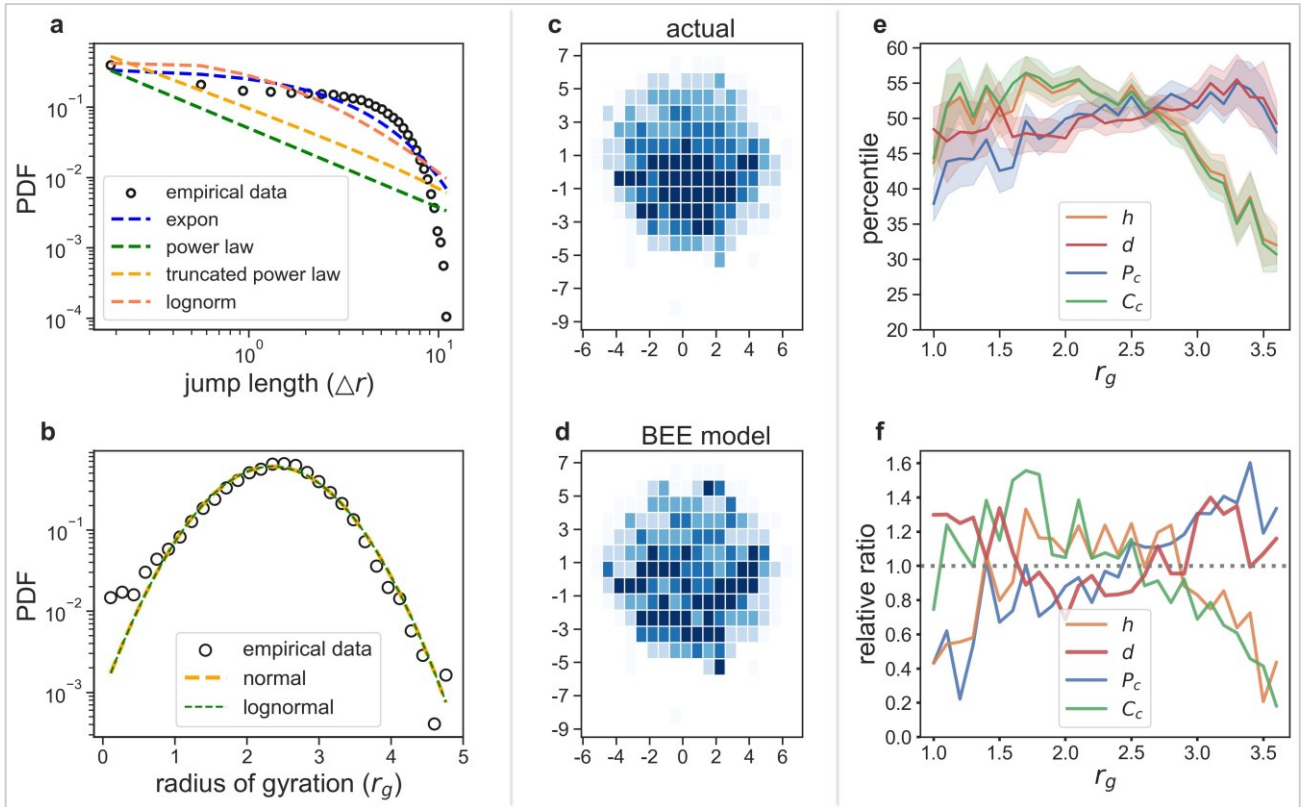 a
10⁰
10⁻¹
10⁻²
10⁻³
10⁻⁴
PDF
empirical data
expon
power law
truncated power law
lognorm
10⁰
10¹
jump length (△r)
b
10⁻¹
10⁻²
10⁻³
PDF
empirical data
normal
lognormal
0 1 2 3 4 5
radius of gyration (r_g)
c
actual
7
5
3
1
-1
-3
-5
-7
-9
-6 -4 -2 0 2 4 6
d
BEE model
7
5
3
1
-1
-3
-5
-7
-9
-6 -4 -2 0 2 4 6
e
60
55
50
45
40
35
30
25
20
percentile
h
d
P_c
C_c
1.0 1.5 2.0 2.5 3.0 3.5
r_g
f
1.6
1.4
1.2
1.0
0.8
0.6
0.4
0.2
0.0
relative ratio
h
d
P_c
C_c
1.0 1.5 2.0 2.5 3.0 3.5
r_g